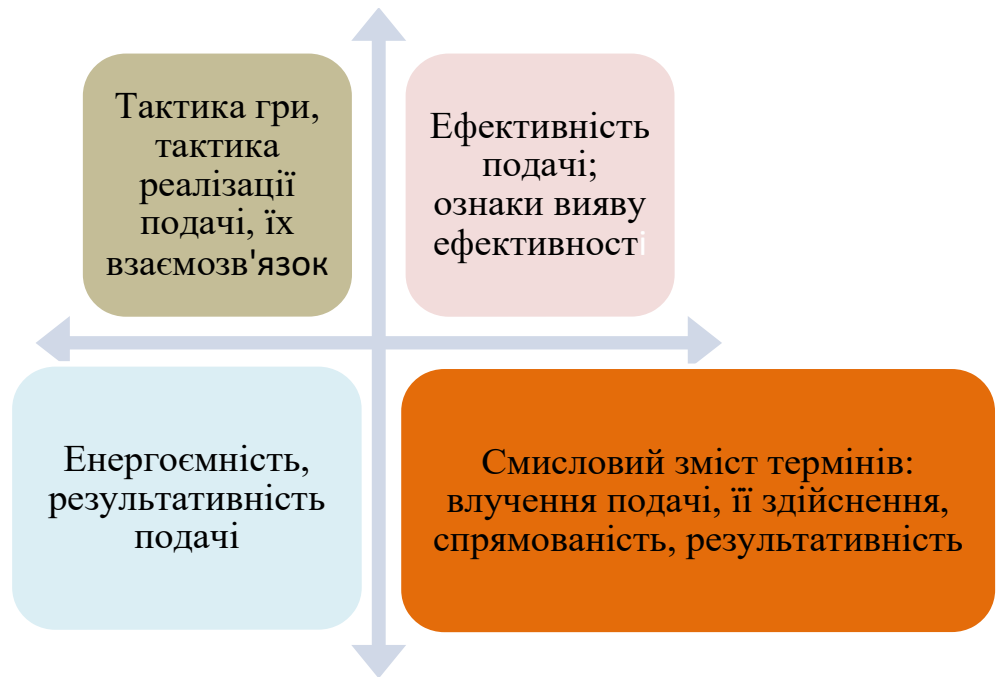 Тактика гри,
тактика
реалізації
подачі, їх
взаємозв'язок
Ефективність
подачі;
ознаки вияву
ефективності
Енергоємність,
результативність
подачі
Смисловий зміст термінів:
влучення подачі, її здійснення,
спрямованість, результативність